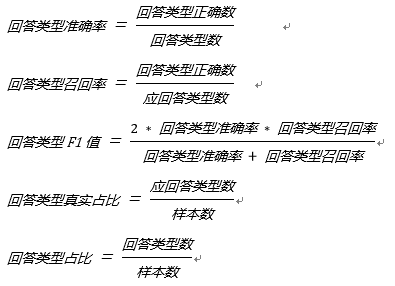 回答类型准确率 = 回答类型正确数 / 回答类型数
回答类型召回率 = 回答类型正确数 / 应回答类型数
回答类型 F1 值 = 2 * 回答类型准确率 * 回答类型召回率 / 回答类型准确率 + 回答类型召回率
回答类型真实占比 = 应回答类型数 / 样本数
回答类型占比 = 回答类型数 / 样本数